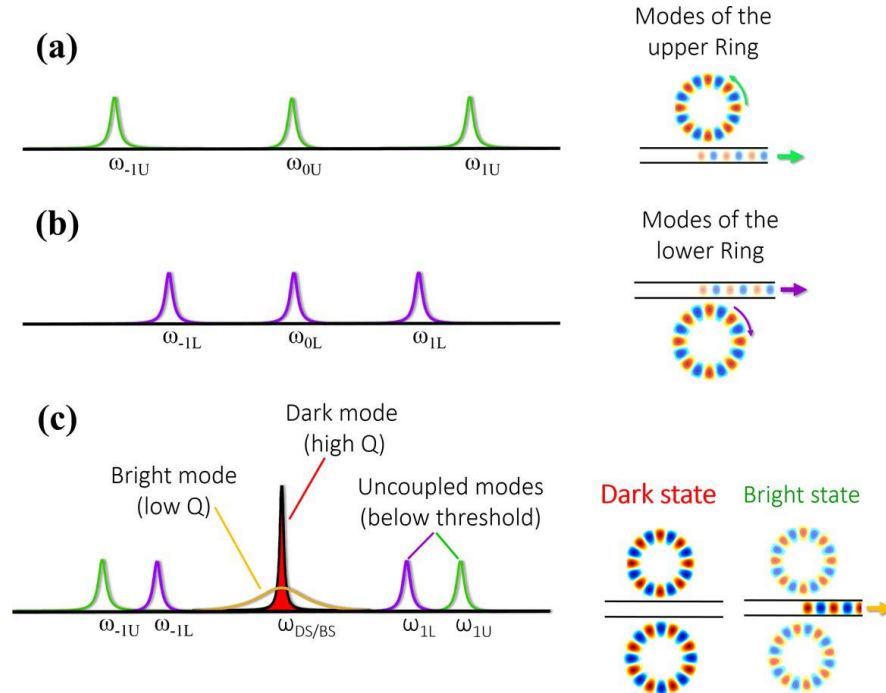 (a)
Modes of the
upper Ring
ω-1U
ω0U
ω1U
(b)
Modes of the
lower Ring
ω-1L
ω0L
ω1L
(c)
Dark mode
(high Q)
Bright mode
(low Q)
Uncoupled modes
(below threshold)
Dark state
Bright state
ω-1U
ω-1L
ωDS/BS
ω1L
ω1U